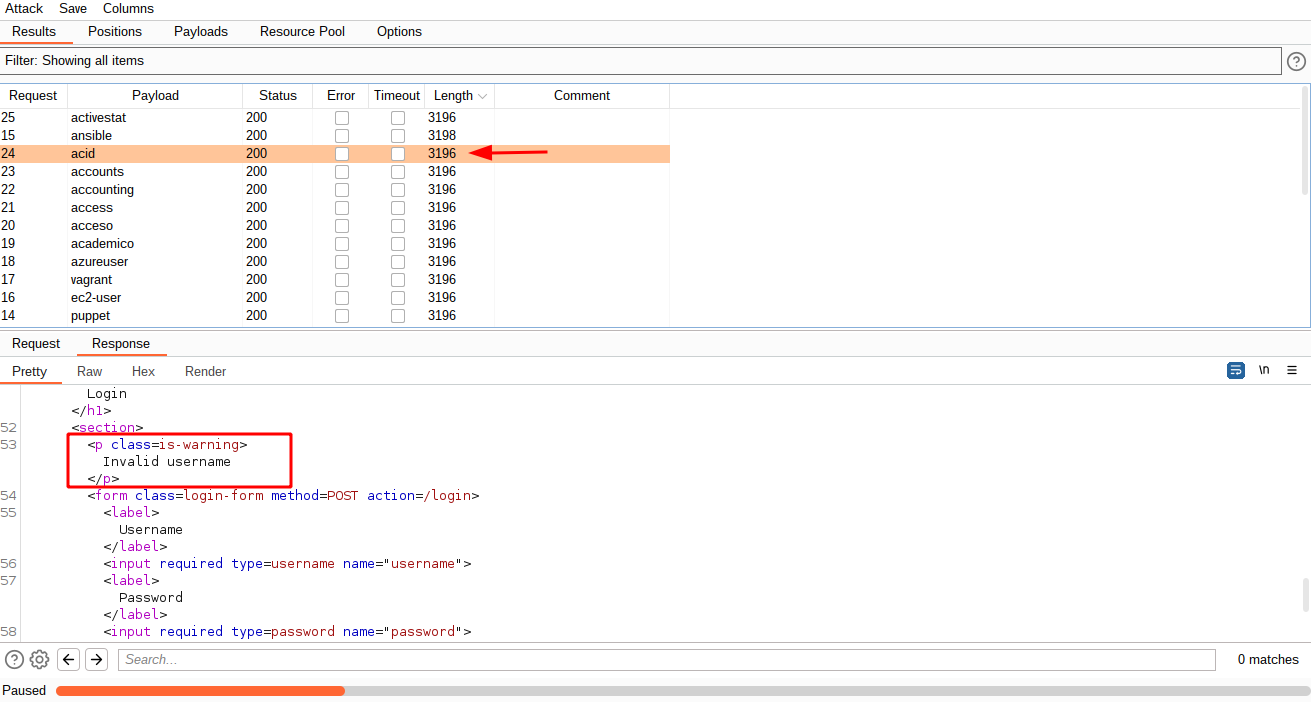 Attack Save Columns
Results Positions Payloads Resource Pool Options
Filter: Showing all items
Request Payload Status Error Timeout Length Comment
25 activestat 200 3196
15 ansible 200 3198
24 acid 200 3196
23 accounts 200 3196
22 accounting 200 3196
21 access 200 3196
20 acceso 200 3196
19 academico 200 3196
18 azureuser 200 3196
17 vagrant 200 3196
16 ec2-user 200 3196
14 puppet 200 3196
Request Response
Pretty Raw Hex Render \n
Login
</h1>
52 <section>
53 <p class=is-warning>
Invalid username
</p>
54 <form class=login-form method=POST action=/login>
55 <label>
Username
</label>
56 <input required type=username name="username">
57 <label>
Password
</label>
58 <input required type=password name="password">
Search... 0 matches
Paused